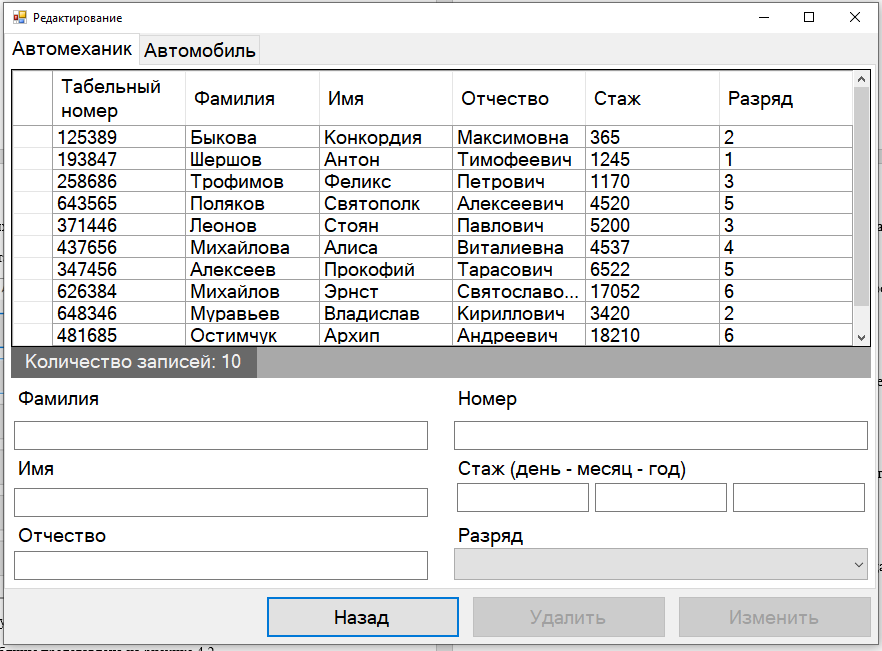 Редактирование
Автомеханик Автомобиль
Табельный номер Фамилия Имя Отчество Стаж Разряд
125389 Быкова Конкордия Максимовна 365 2
193847 Шершов Антон Тимофеевич 1245 1
258686 Трофимов Феликс Петрович 1170 3
643565 Поляков Святополк Алексеевич 4520 5
371446 Леонов Стоян Павлович 5200 3
437656 Михайлова Алиса Виталиевна 4537 4
347456 Алексеев Прокофий Тарасович 6522 5
626384 Михайлов Эрнст Святославо... 17052 6
648346 Муравьев Владислав Кириллович 3420 2
481685 Остимчук Архип Андреевич 18210 6
Количество записей: 10
Фамилия Номер
Имя Стаж (день - месяц - год)
Отчество Разряд
Назад Удалить Изменить